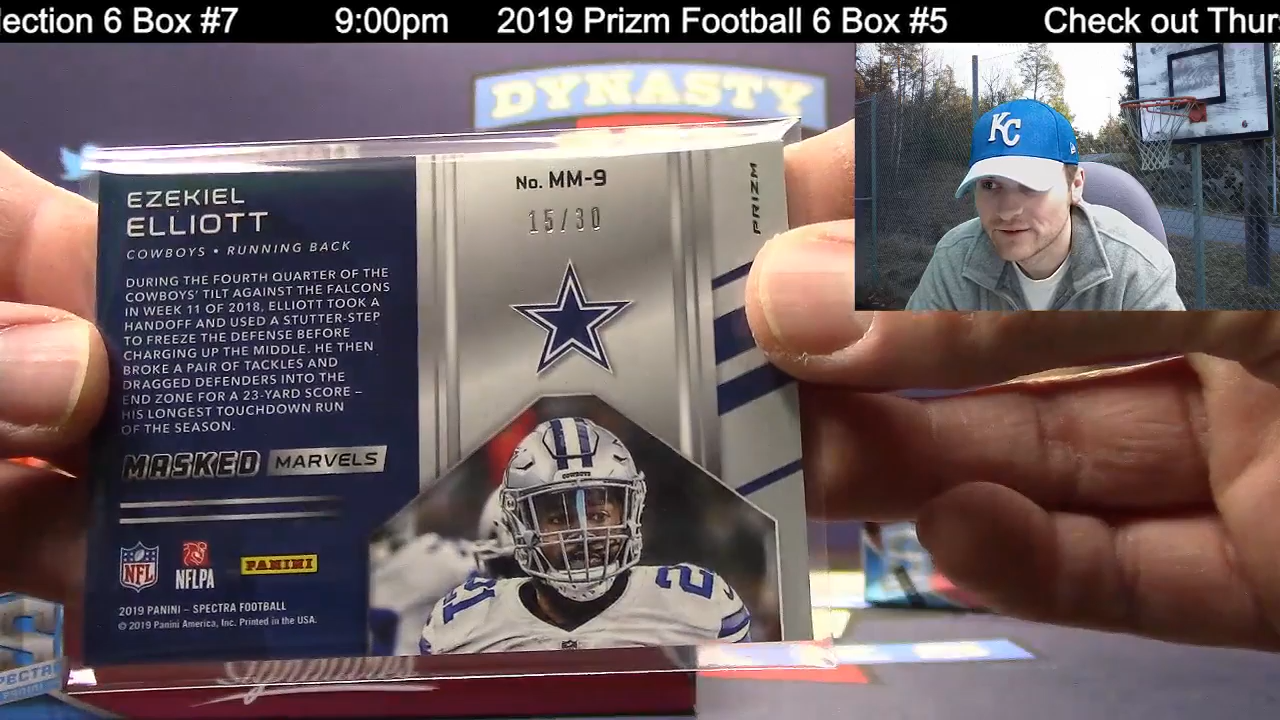 lection 6 Box #7 9:00pm 2019 Prizm Football 6 Box #5 Check out Thurs
DYNASTY
KC
EZEKIEL
ELLIOTT
COWBOYS • RUNNING BACK
DURING THE FOURTH QUARTER OF THE
COWBOYS' TILT AGAINST THE FALCONS
IN WEEK 11 OF 2018, ELLIOTT TOOK A
HANDOFF AND USED A STUTTER-STEP
TO FREEZE THE DEFENSE BEFORE
CHARGING UP THE MIDDLE. HE THEN
BROKE A PAIR OF TACKLES AND
DRAGGED DEFENDERS INTO THE
END ZONE FOR A 23-YARD SCORE –
HIS LONGEST TOUCHDOWN RUN
OF THE SEASON.
MASKED MARVELS
NFL
NFLPA
PANINI
2019 PANINI – SPECTRA FOOTBALL
© 2019 Panini America, Inc. Printed in the USA.
No. MM-9
15/30
PRIZM
COWBOYS
21
2
SPECTRA
PANINI